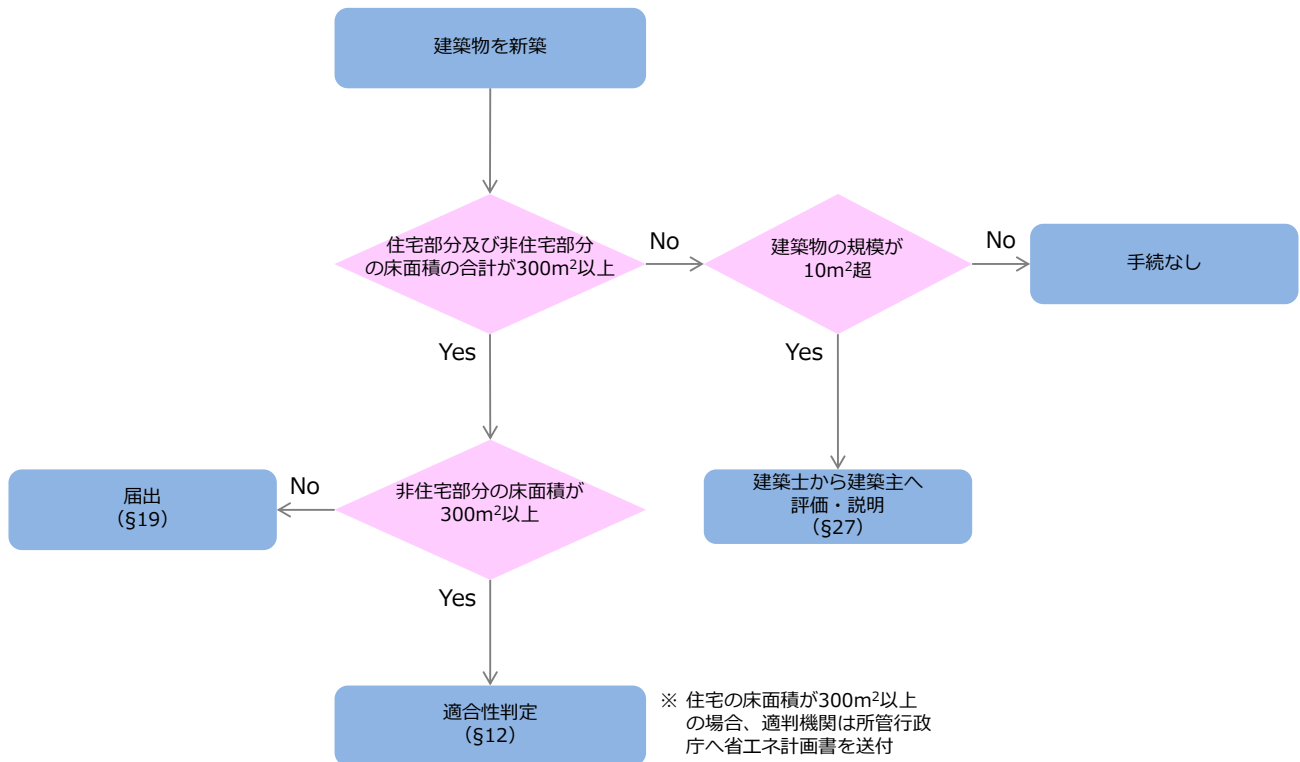 建築物を新築
住宅部分及び非住宅部分
の床面積の合計が300m²以上
No
建築物の規模が
10m²超
No
手続なし
Yes
Yes
届出
（§19）
No
非住宅部分の床面積が
300m²以上
建築士から建築主へ
評価・説明
（§27）
Yes
適合性判定
（§12）
※ 住宅の床面積が300m²以上
の場合、適判機関は所管行政
庁へ省エネ計画書を送付